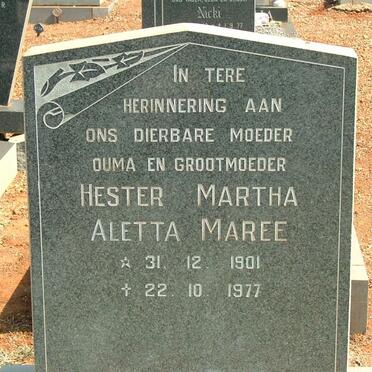 Nicki
IN TERE
HERINNERING AAN
ONS DIERBARE MOEDER
OUMA EN GROOTMOEDER
HESTER MARTHA
ALETTA MAREE
☆ 31. 12. 1901
✝ 22. 10. 1977